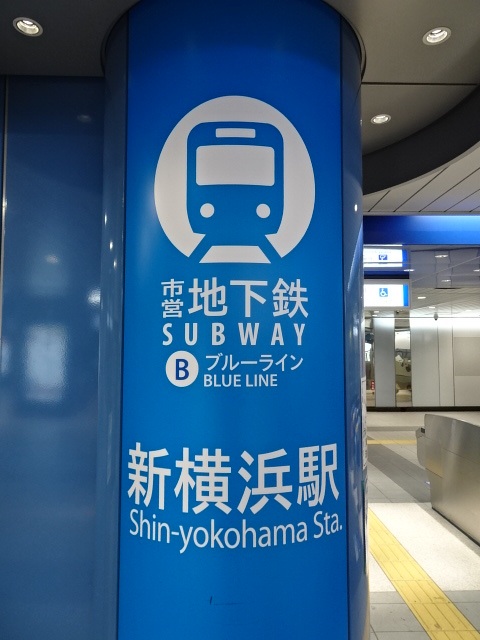 市営地下鉄
SUBWAY
B ブルーライン
BLUE LINE
新横浜駅
Shin-yokohama Sta.